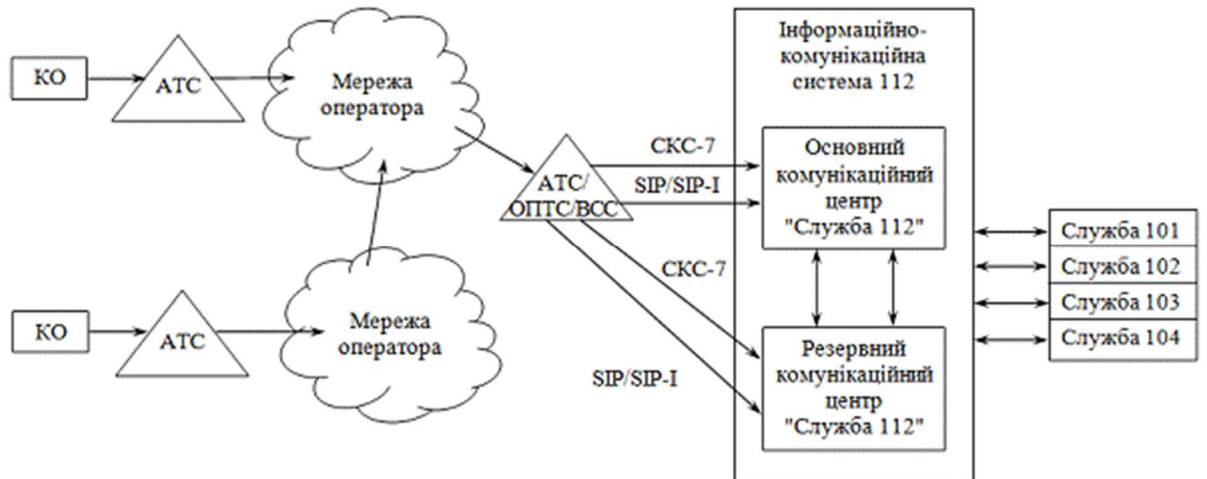 КО
АТС
Мережа
оператора
КО
АТС
Мережа
оператора
АТС/
ОПТС/ВСС
СКС-7
SIP/SIP-I
СКС-7
SIP/SIP-I
Інформаційно-
комунікаційна
система 112
Основний
комунікаційний
центр
"Служба 112"
Резервний
комунікаційний
центр
"Служба 112"
Служба 101
Служба 102
Служба 103
Служба 104